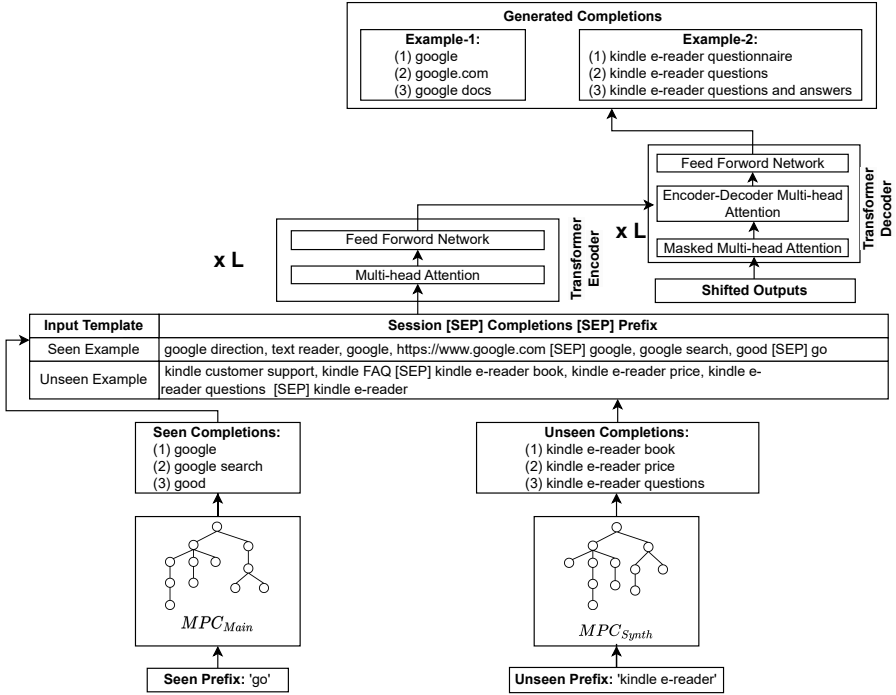 Generated Completions
Example-1:
(1) google
(2) google.com
(3) google docs
Example-2:
(1) kindle e-reader questionnaire
(2) kindle e-reader questions
(3) kindle e-reader questions and answers
Feed Forword Network
Encoder-Decoder Multi-head
Attention
Masked Multi-head Attention
x L
Transformer
Decoder
Shifted Outputs
Feed Forword Network
Multi-head Attention
x L
Transformer
Encoder
Input Template
Session [SEP] Completions [SEP] Prefix
Seen Example
google direction, text reader, google, https://www.google.com [SEP] google, google search, good [SEP] go
Unseen Example
kindle customer support, kindle FAQ [SEP] kindle e-reader book, kindle e-reader price, kindle e-
reader questions [SEP] kindle e-reader
Seen Completions:
(1) google
(2) google search
(3) good
Unseen Completions:
(1) kindle e-reader book
(2) kindle e-reader price
(3) kindle e-reader questions
MPC_Main
MPC_Synth
Seen Prefix: 'go'
Unseen Prefix: 'kindle e-reader'